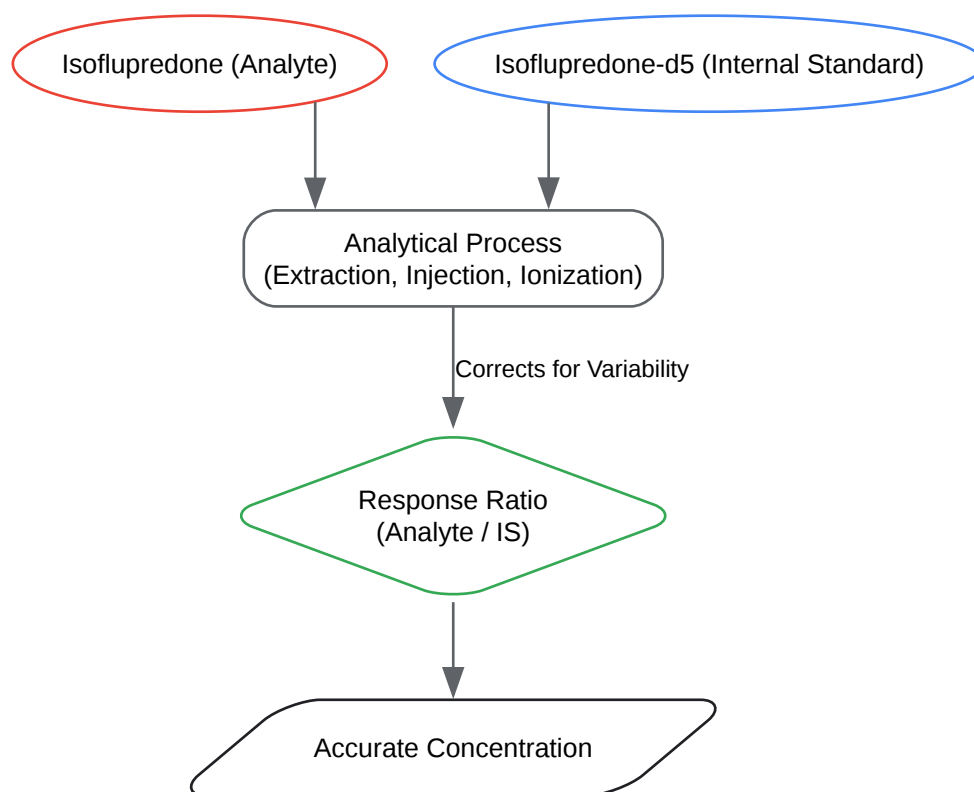 Isoflupredone (Analyte)
Isoflupredone-d5 (Internal Standard)
Analytical Process
(Extraction, Injection, Ionization)
Corrects for Variability
Response Ratio
(Analyte / IS)
Accurate Concentration